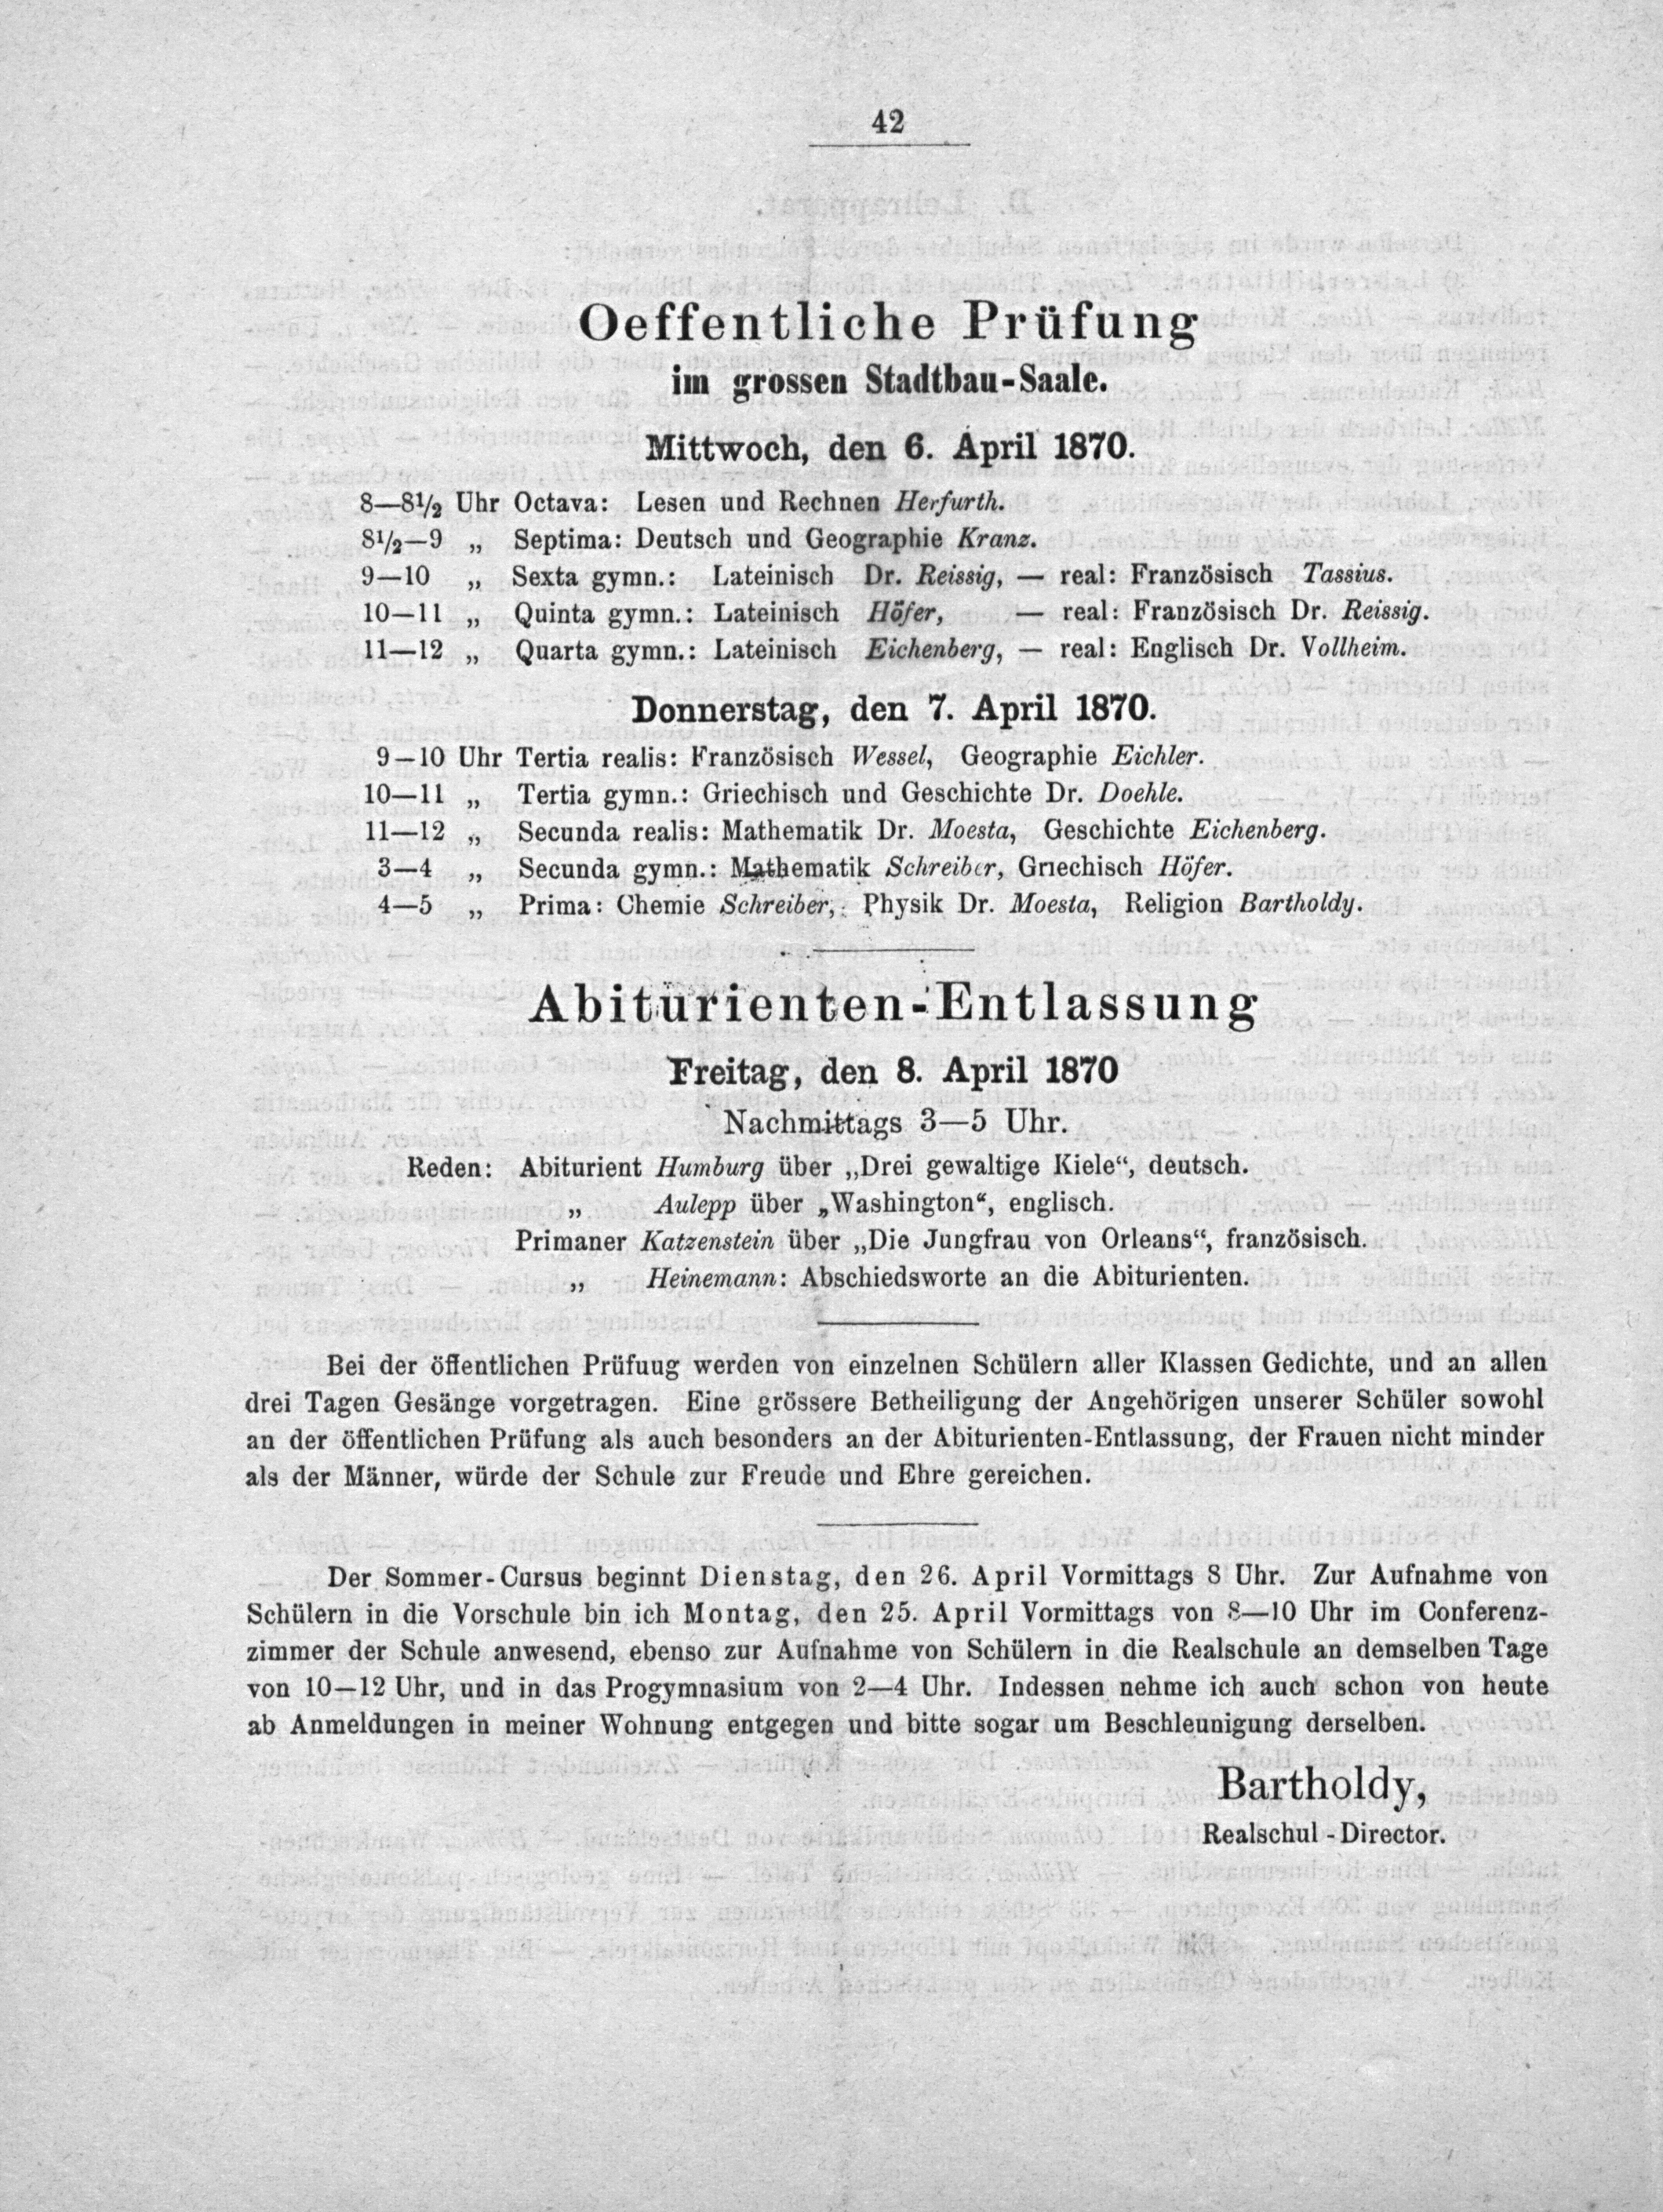 42
Oeffentliche Prüfung
im grossen Stadtbau-Saale.
Mittwoch, den 6. April 1870.
8—8½ Uhr Octava: Lesen und Rechnen Herfurth.
8½—9 „ Septima: Deutsch und Geographie Kranz.
9—10 „ Sexta gymn.: Lateinisch Dr. Reissig, — real: Französisch Tassius.
10—11 „ Quinta gymn.: Lateinisch Höfer, — real: Französisch Dr. Reissig.
11—12 „ Quarta gymn.: Lateinisch Eichenberg, — real: Englisch Dr. Vollheim.
Donnerstag, den 7. April 1870.
9—10 Uhr Tertia realis: Französisch Wessel, Geographie Eichler.
10—11 „ Tertia gymn.: Griechisch und Geschichte Dr. Doehle.
11—12 „ Secunda realis: Mathematik Dr. Moesta, Geschichte Eichenberg.
3—4 „ Secunda gymn.: Mathematik Schreiber, Griechisch Höfer.
4—5 „ Prima: Chemie Schreiber, Physik Dr. Moesta, Religion Bartholdy.
Abiturienten-Entlassung
Freitag, den 8. April 1870
Nachmittags 3—5 Uhr.
Reden: Abiturient Humburg über „Drei gewaltige Kiele“, deutsch.
„ Aulepp über „Washington“, englisch.
Primaner Katzenstein über „Die Jungfrau von Orleans“, französisch.
„ Heinemann: Abschiedsworte an die Abiturienten.
Bei der öffentlichen Prüfuug werden von einzelnen Schülern aller Klassen Gedichte, und an allen
drei Tagen Gesänge vorgetragen. Eine grössere Betheiligung der Angehörigen unserer Schüler sowohl
an der öffentlichen Prüfung als auch besonders an der Abiturienten-Entlassung, der Frauen nicht minder
als der Männer, würde der Schule zur Freude und Ehre gereichen.
Der Sommer-Cursus beginnt Dienstag, den 26. April Vormittags 8 Uhr. Zur Aufnahme von
Schülern in die Vorschule bin ich Montag, den 25. April Vormittags von 8—10 Uhr im Conferenz-
zimmer der Schule anwesend, ebenso zur Aufnahme von Schülern in die Realschule an demselben Tage
von 10—12 Uhr, und in das Progymnasium von 2—4 Uhr. Indessen nehme ich auch schon von heute
ab Anmeldungen in meiner Wohnung entgegen und bitte sogar um Beschleunigung derselben.
Bartholdy,
Realschul-Director.